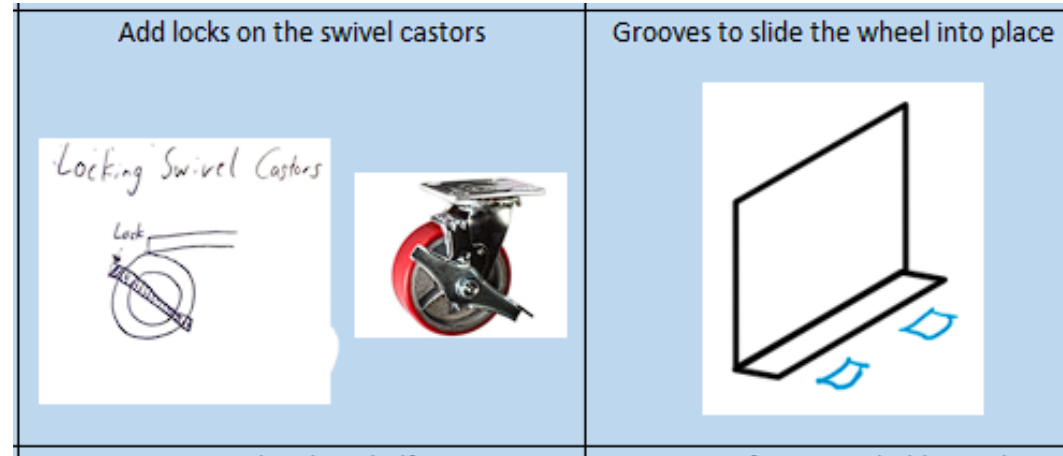 Add locks on the swivel castors
Grooves to slide the wheel into place
Locking Swivel Castors
Lock